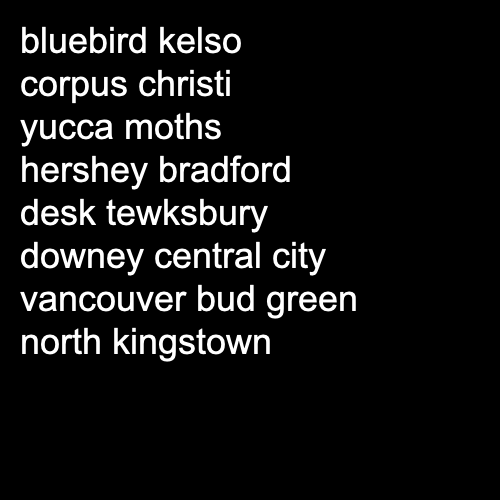 bluebird kelso
corpus christi
yucca moths
hershey bradford
desk tewksbury
downey central city
vancouver bud green
north kingstown